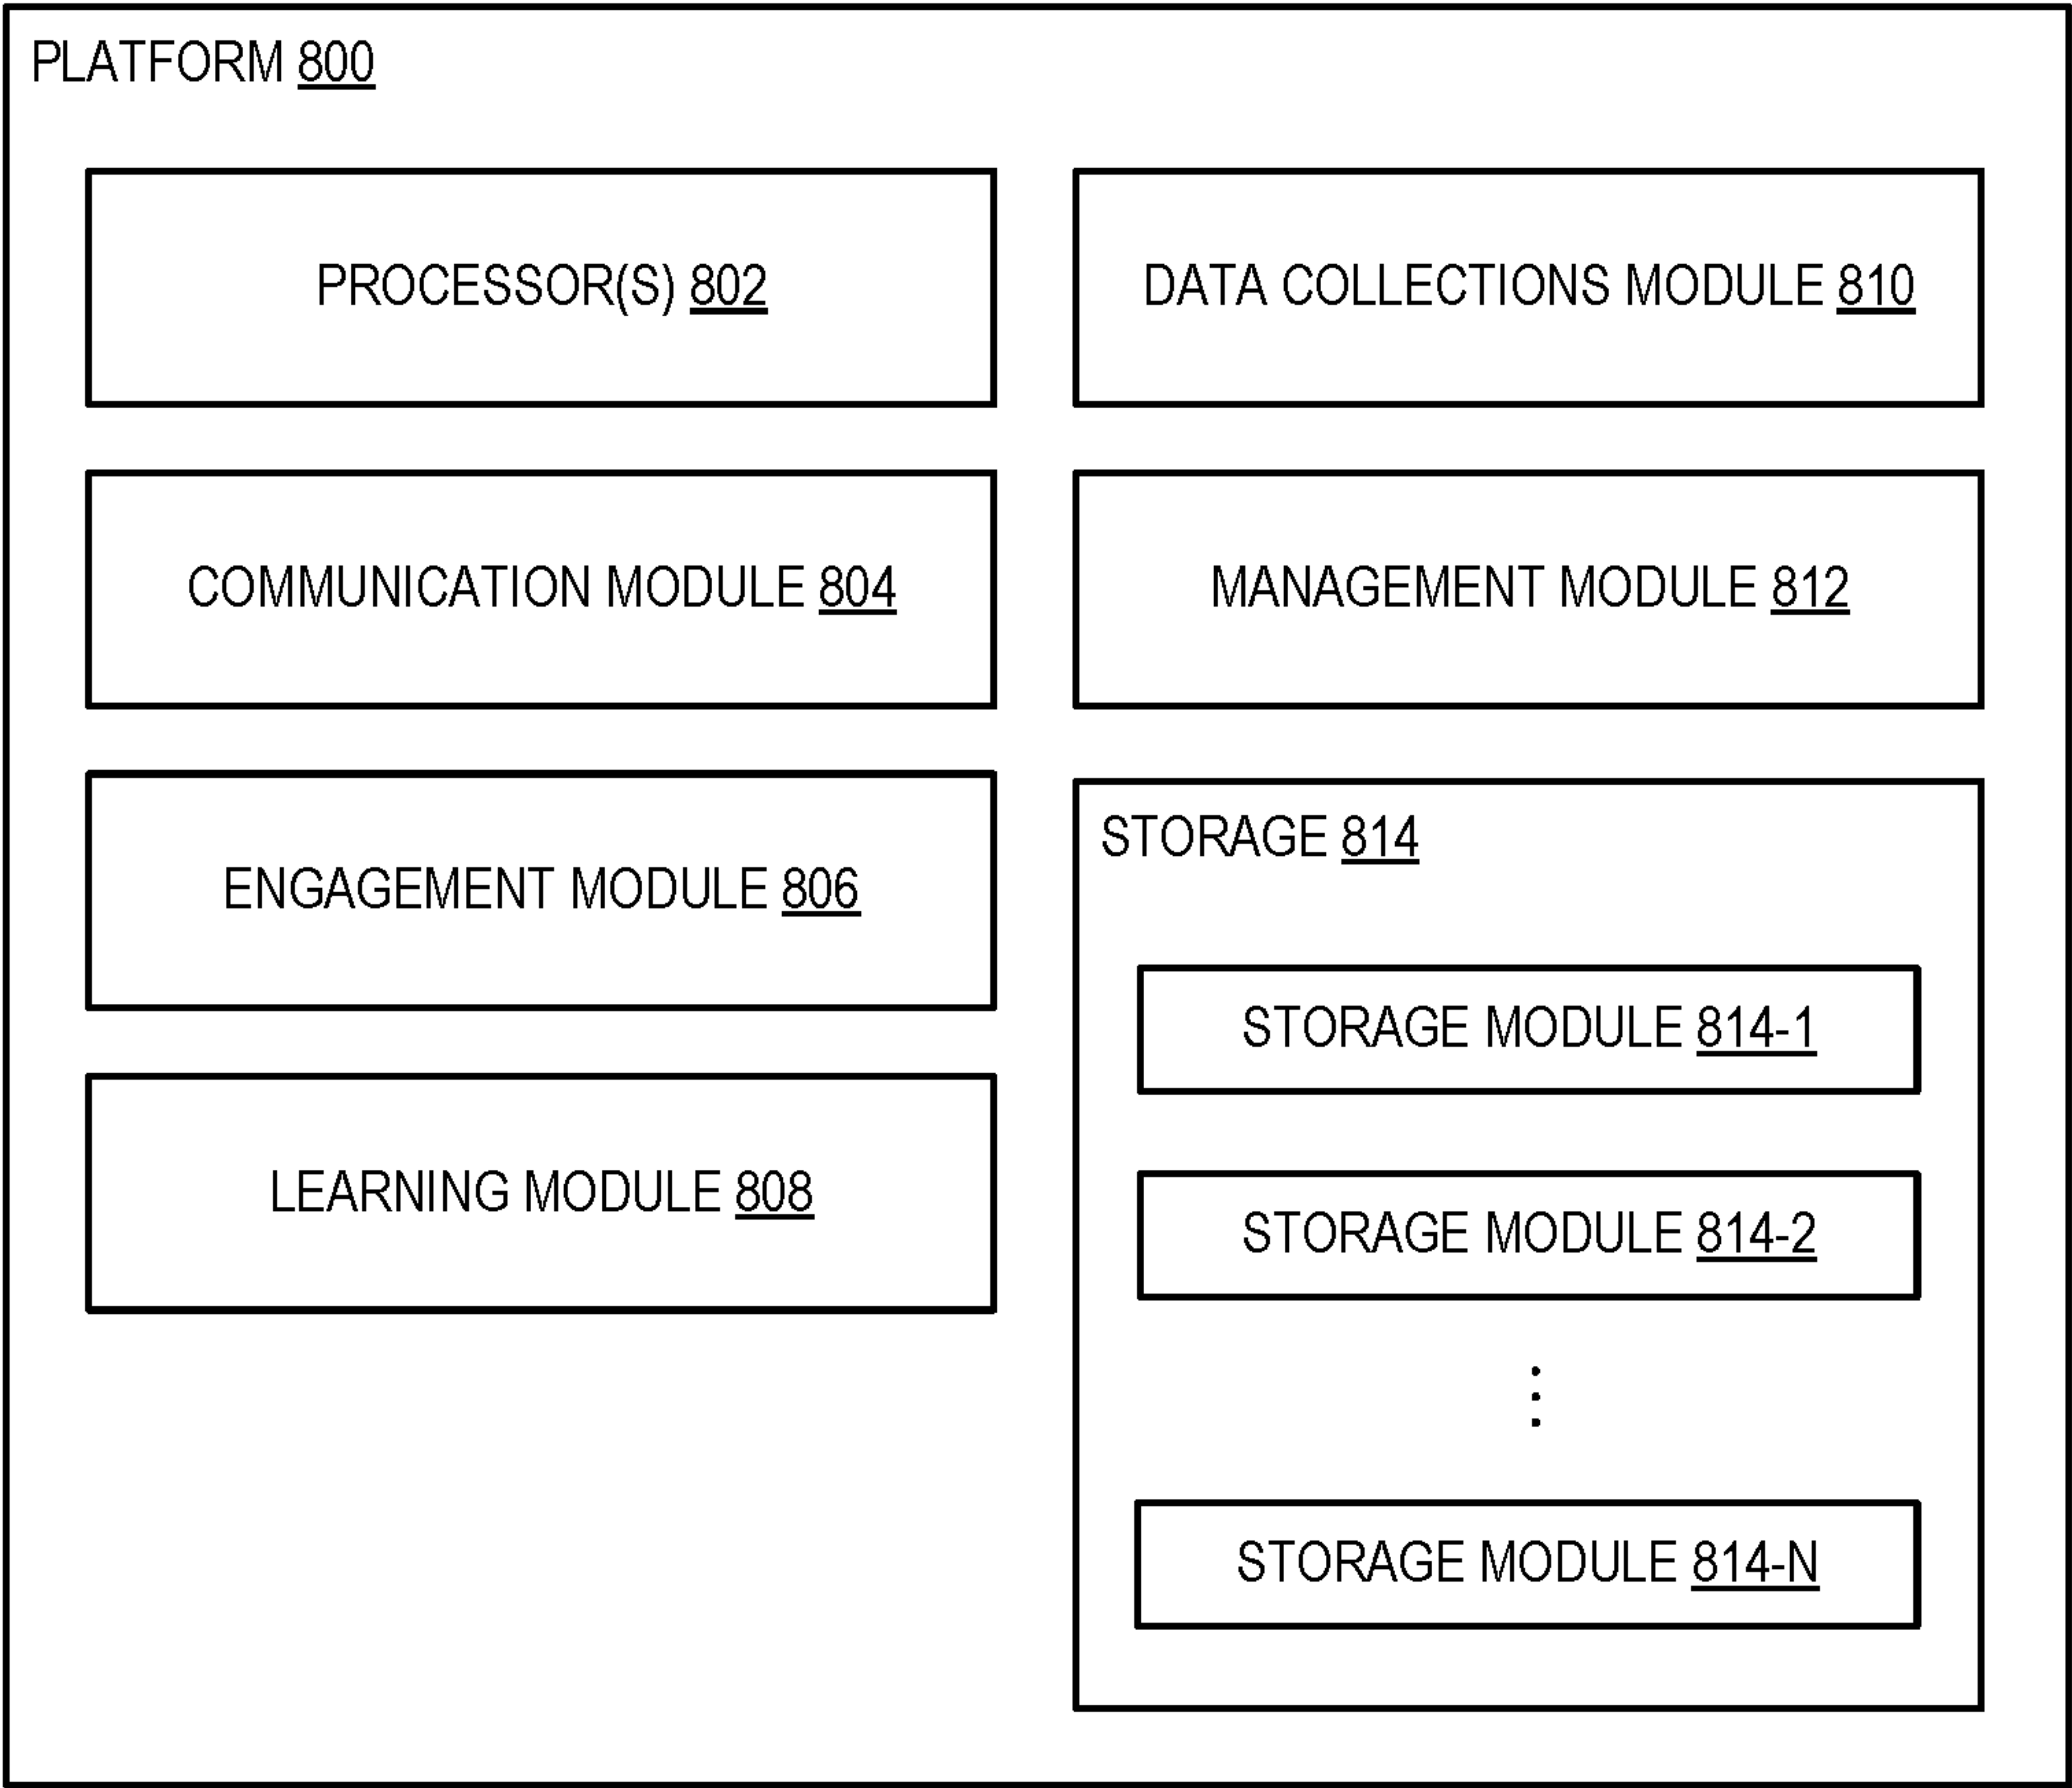 PLATFORM 800
PROCESSOR(S) 802
COMMUNICATION MODULE 804
ENGAGEMENT MODULE 806
LEARNING MODULE 808
DATA COLLECTIONS MODULE 810
MANAGEMENT MODULE 812
STORAGE 814
STORAGE MODULE 814-1
STORAGE MODULE 814-2
STORAGE MODULE 814-N